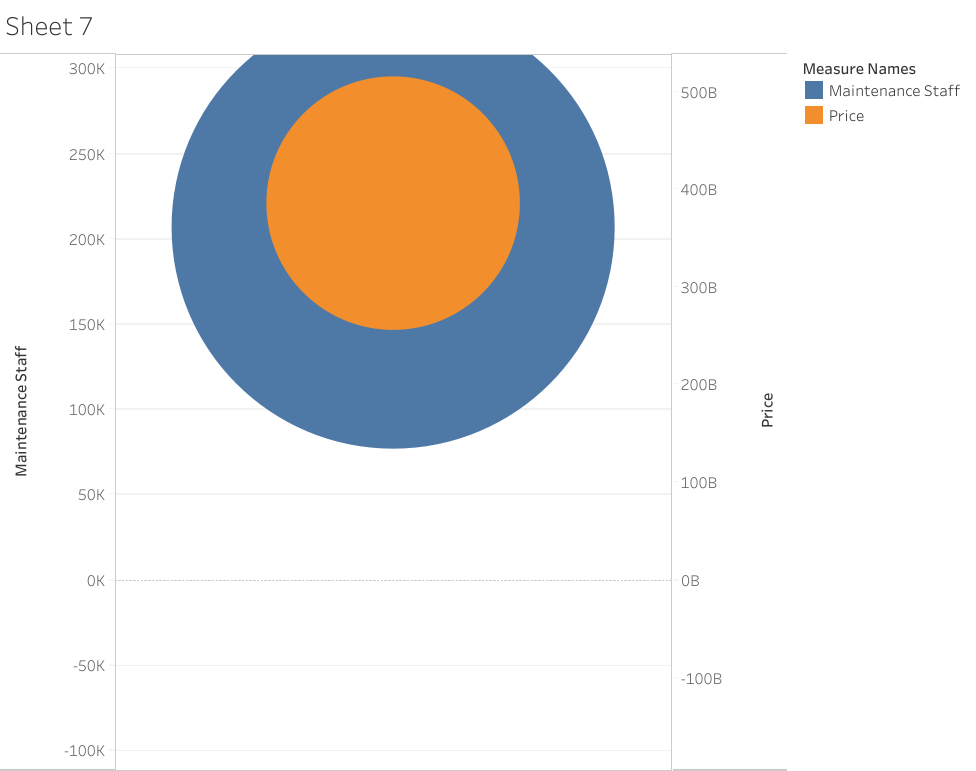 Sheet 7
Measure Names
Maintenance Staff
Price
300K
250K
200K
150K
100K
50K
0K
-50K
-100K
Maintenance Staff
500B
400B
300B
200B
100B
0B
-100B
Price